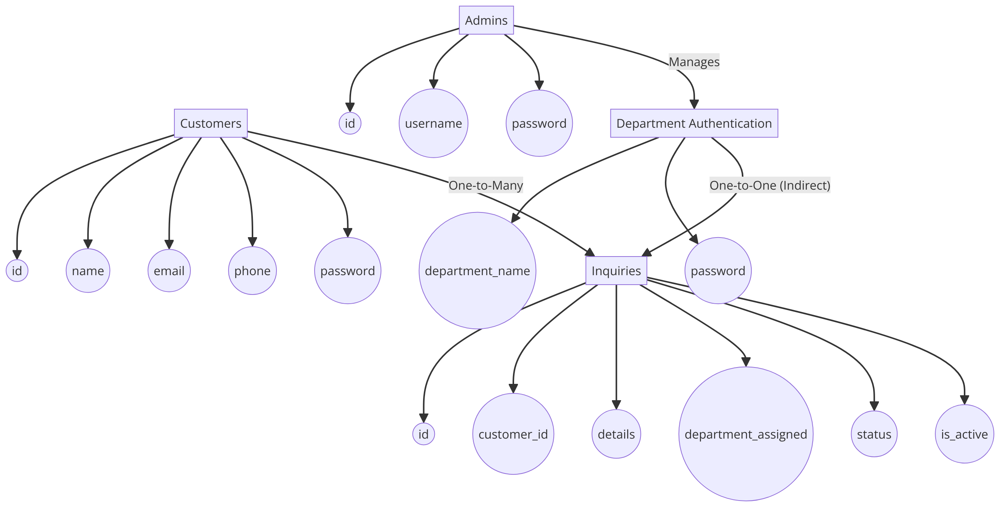 Admins
Manages
Customers
id
username
password
Department Authentication
One-to-Many
One-to-One (Indirect)
id
name
email
phone
password
department_name
Inquiries
password
id
customer_id
details
department_assigned
status
is_active